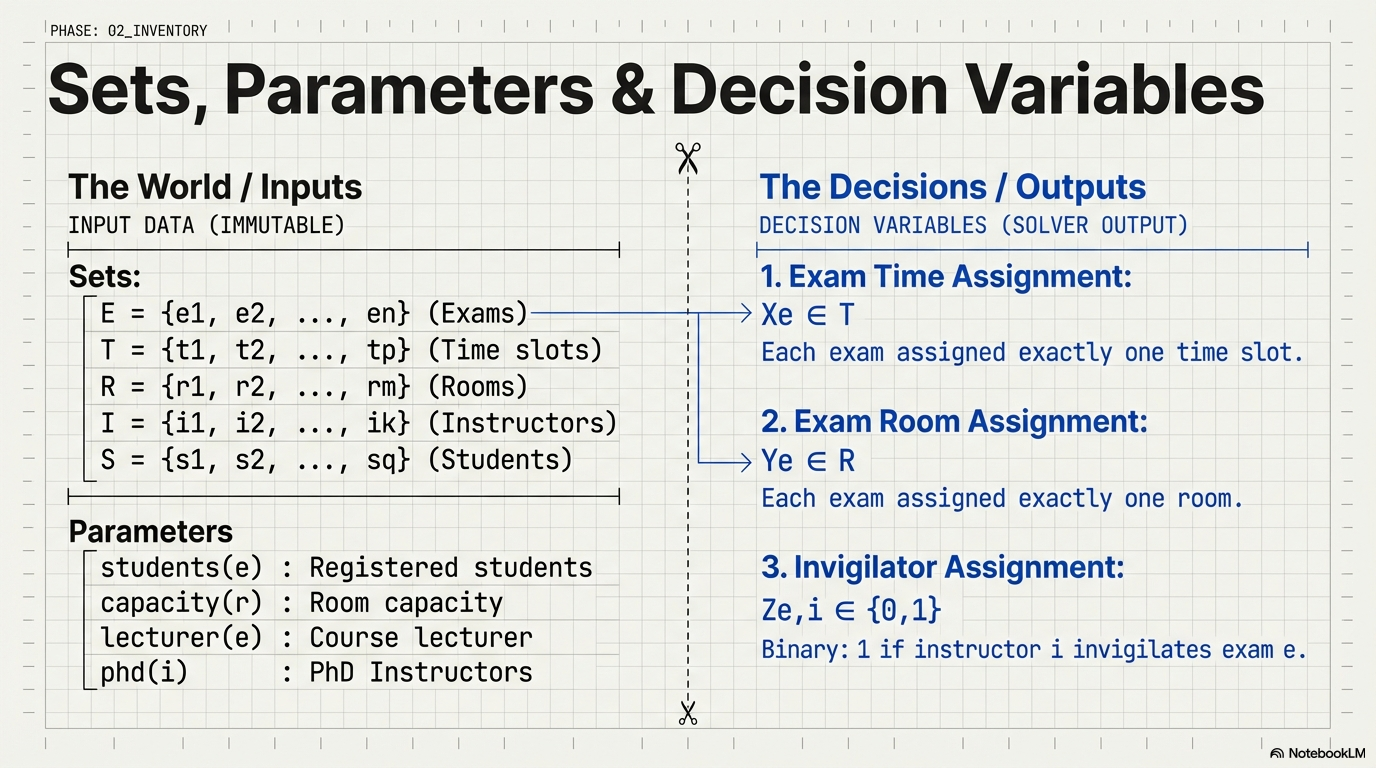 PHASE: 02_INVENTORY
Sets, Parameters & Decision Variables
The World / Inputs
INPUT DATA (IMMUTABLE)
Sets:
E = {e1, e2, ..., en} (Exams)
T = {t1, t2, ..., tp} (Time slots)
R = {r1, r2, ..., rm} (Rooms)
I = {i1, i2, ..., ik} (Instructors)
S = {s1, s2, ..., sq} (Students)
Parameters
students(e) : Registered students
capacity(r) : Room capacity
lecturer(e) : Course lecturer
phd(i) : PhD Instructors
The Decisions / Outputs
DECISION VARIABLES (SOLVER OUTPUT)
1. Exam Time Assignment:
Xe ∈ T
Each exam assigned exactly one time slot.
2. Exam Room Assignment:
Ye ∈ R
Each exam assigned exactly one room.
3. Invigilator Assignment:
Ze,i ∈ {0,1}
Binary: 1 if instructor i invigilates exam e.
NotebookLM